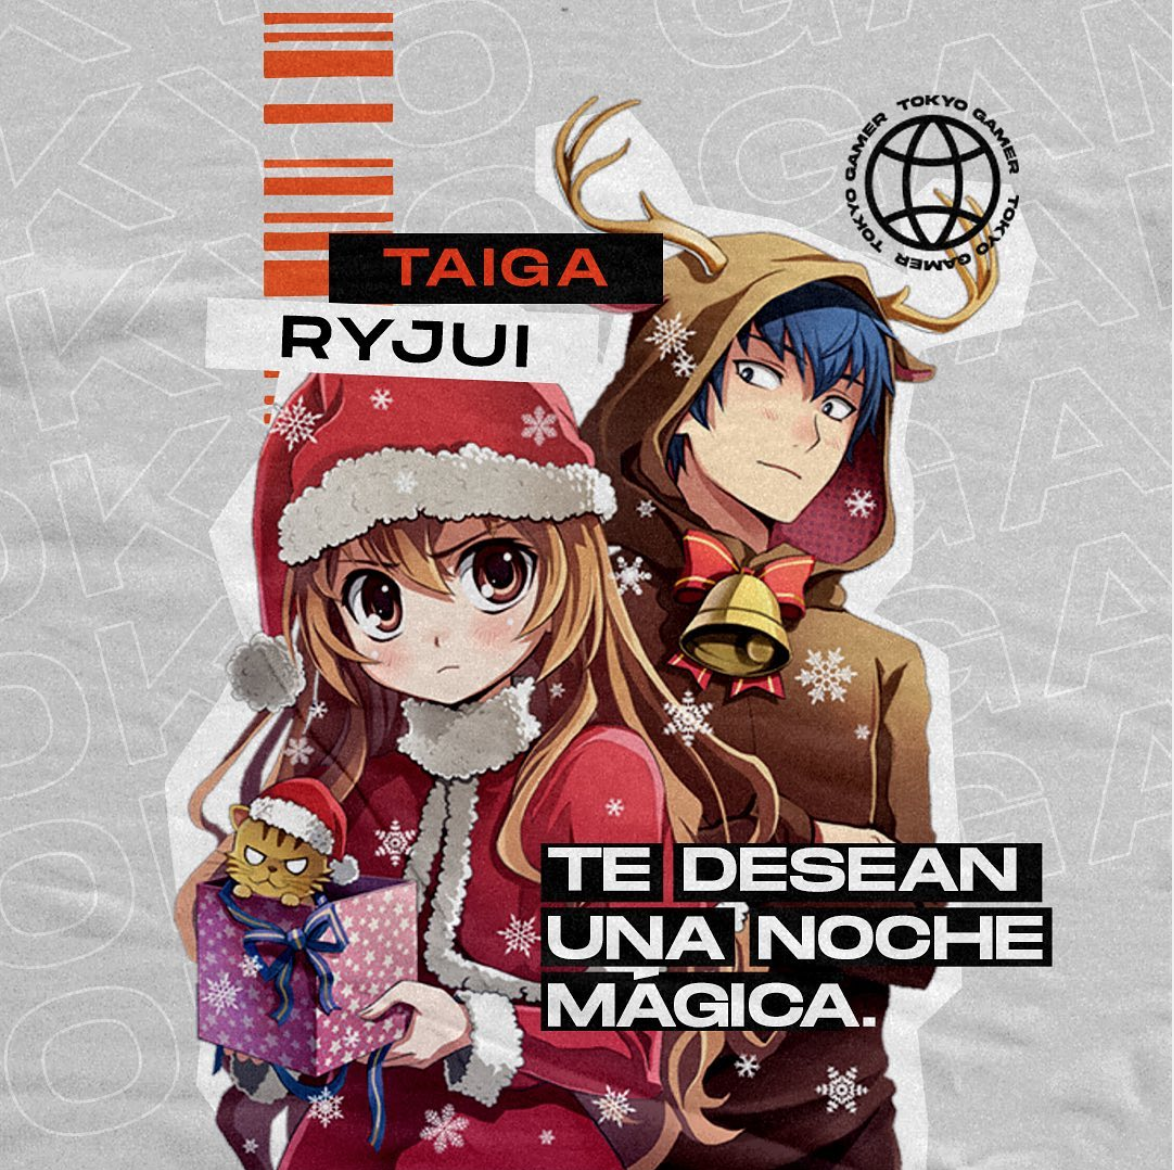 TAIGA
RYJUI
TOKYO GAMER TOKYO GAMER TOKYO GAMER
TE DESEAN
UNA NOCHE
MÁGICA.